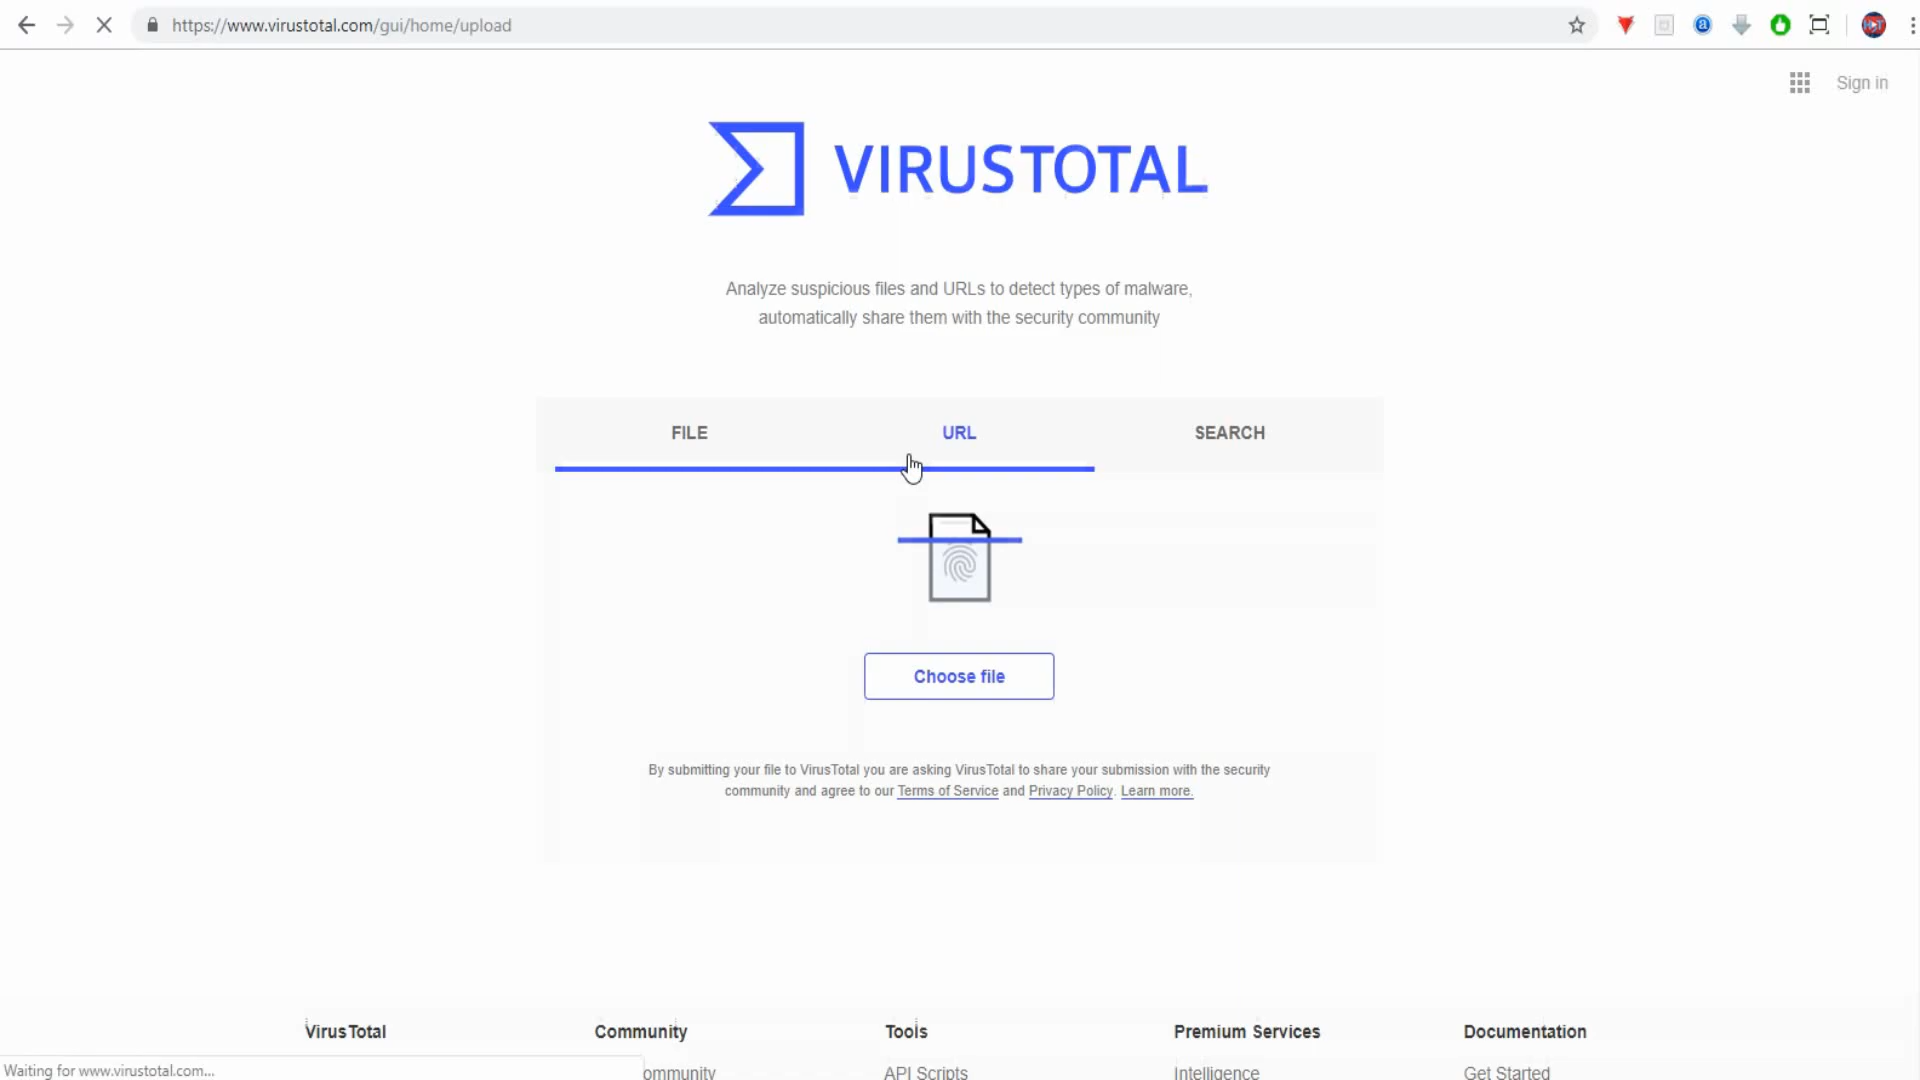 https://www.virustotal.com/gui/home/upload
Sign in
VIRUSTOTAL
Analyze suspicious files and URLs to detect types of malware,
automatically share them with the security community
FILE
URL
SEARCH
Choose file
By submitting your file to VirusTotal you are asking VirusTotal to share your submission with the security
community and agree to our Terms of Service and Privacy Policy. Learn more.
VirusTotal
Community
Tools
Premium Services
Documentation
Waiting for www.virustotal.com...
ommunity
API Scripts
Intelligence
Get Started